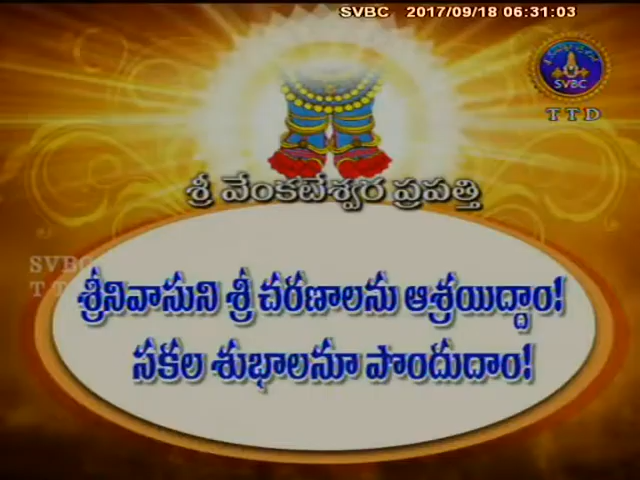 SVBC 2017/09/18 06:31:03
SVBC
TTD
శ్రీ వేంకటేశ్వర ప్రపత్తి
SVBC
శ్రీనివాసుని శ్రీ చరణాలను ఆశ్రయిద్దాం!
సకల శుభాలనూ పొందుదాం!